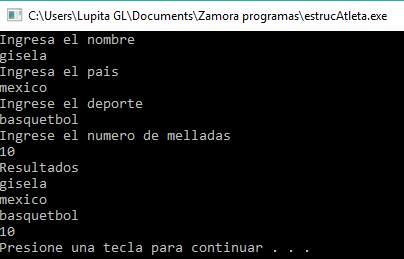 C:\Users\Lupita GL\Documents\Zamora programas\estrucAtleta.exe
Ingresa el nombre
gisela
Ingresa el pais
mexico
Ingrese el deporte
basquetbol
Ingrese el numero de melladas
10
Resultados
gisela
mexico
basquetbol
10
Presione una tecla para continuar . . .